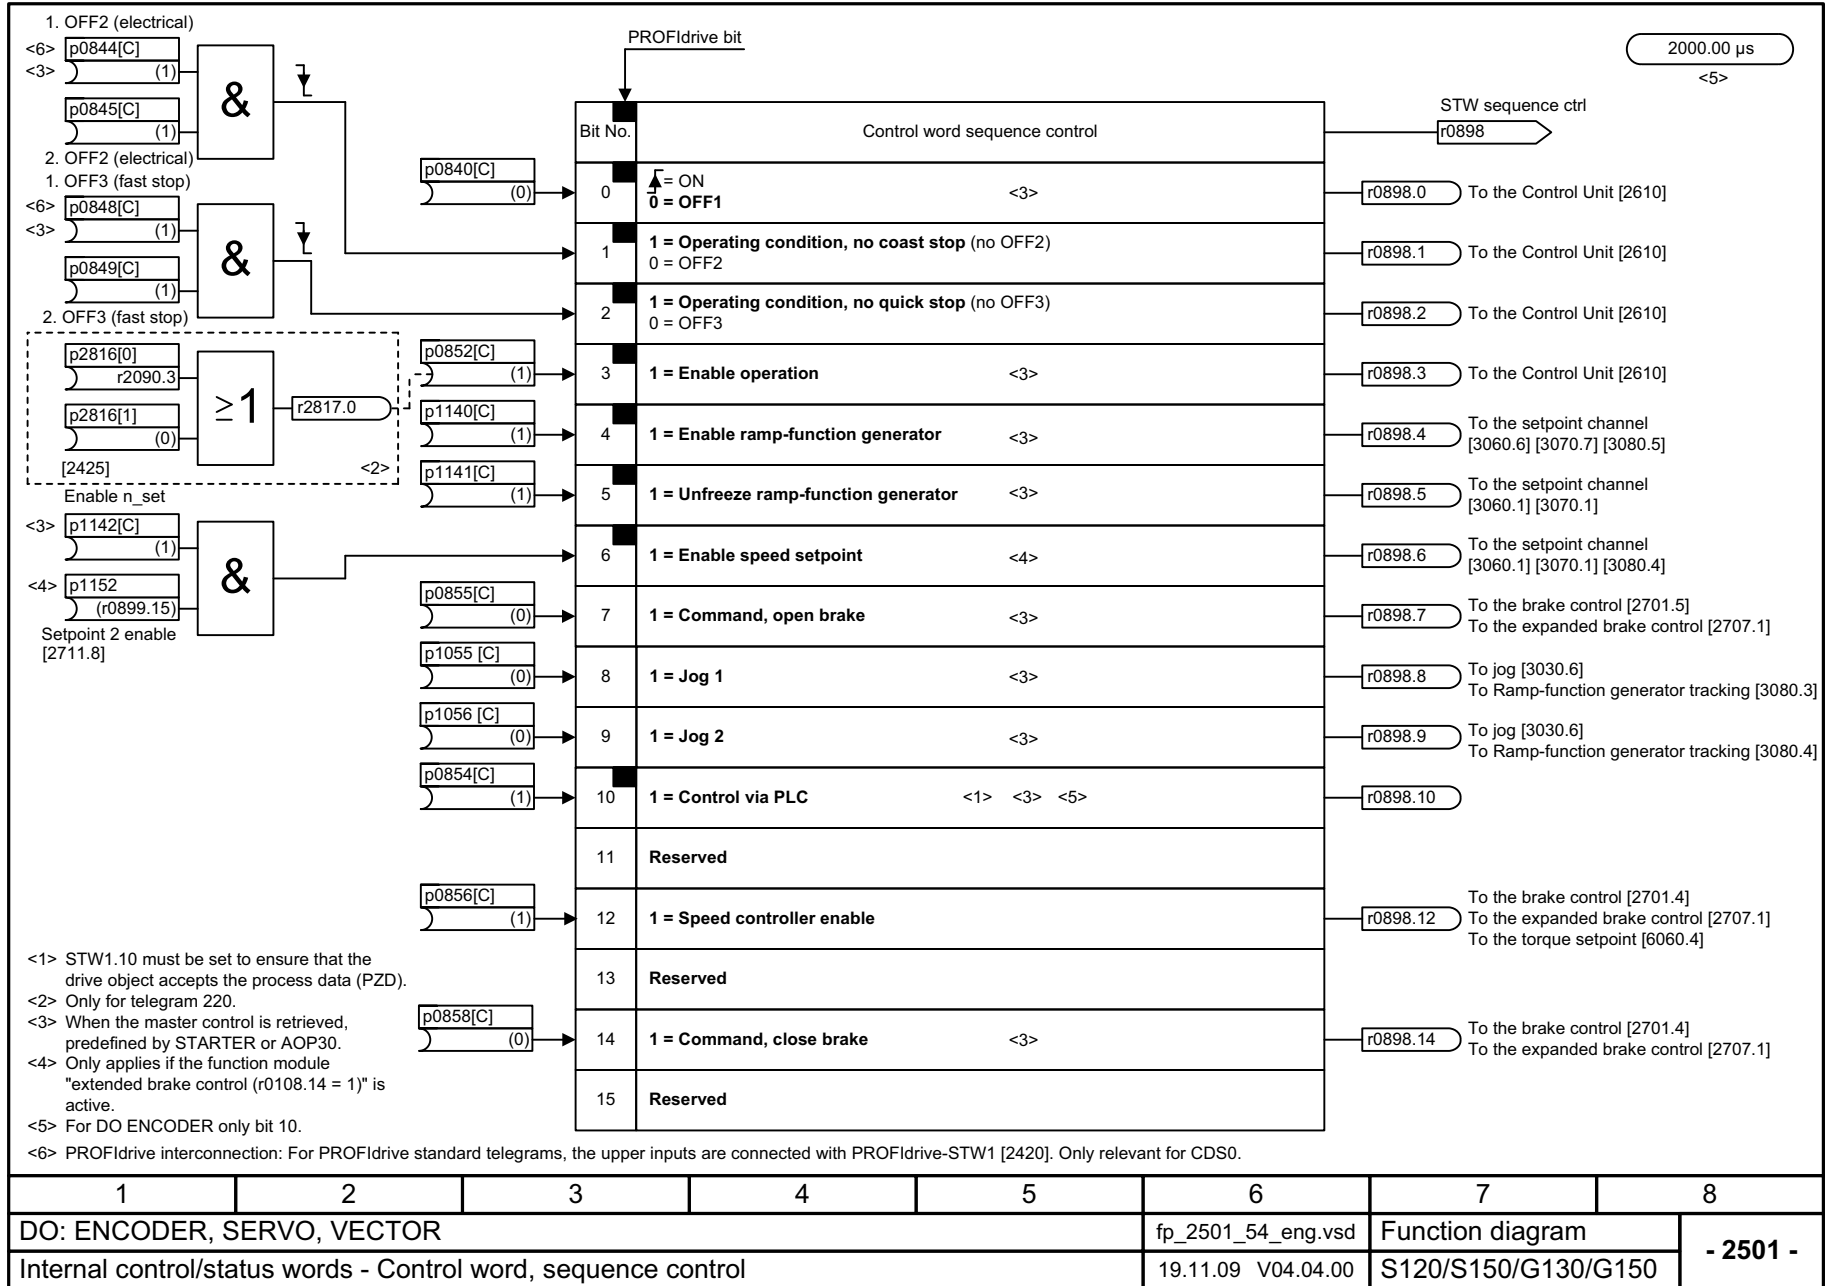 1. OFF2 (electrical)
<6> p0844[C]
<3> (1)
p0845[C]
(1)
&
2. OFF2 (electrical)
1. OFF3 (fast stop)
<6> p0848[C]
<3> (1)
p0849[C]
(1)
&
2. OFF3 (fast stop)
p2816[0]
r2090.3
p2816[1]
(0)
≥1
r2817.0
[2425] <2>
Enable n_set
<3> p1142[C]
(1)
<4> p1152
(r0899.15)
&
Setpoint 2 enable
[2711.8]
PROFIdrive bit
2000.00 µs
<5>
Bit No. Control word sequence control
STW sequence ctrl
r0898
p0840[C]
(0)
0
= ON
0 = OFF1
<3>
r0898.0 To the Control Unit [2610]
1
1 = Operating condition, no coast stop (no OFF2)
0 = OFF2
r0898.1 To the Control Unit [2610]
2
1 = Operating condition, no quick stop (no OFF3)
0 = OFF3
r0898.2 To the Control Unit [2610]
p0852[C]
(1)
3 1 = Enable operation <3>
r0898.3 To the Control Unit [2610]
p1140[C]
(1)
4 1 = Enable ramp-function generator <3>
r0898.4
To the setpoint channel
[3060.6] [3070.7] [3080.5]
p1141[C]
(1)
5 1 = Unfreeze ramp-function generator <3>
r0898.5
To the setpoint channel
[3060.1] [3070.1]
6 1 = Enable speed setpoint <4>
r0898.6
To the setpoint channel
[3060.1] [3070.1] [3080.4]
p0855[C]
(0)
7 1 = Command, open brake <3>
r0898.7
To the brake control [2701.5]
To the expanded brake control [2707.1]
p1055 [C]
(0)
8 1 = Jog 1 <3>
r0898.8
To jog [3030.6]
To Ramp-function generator tracking [3080.3]
p1056 [C]
(0)
9 1 = Jog 2 <3>
r0898.9
To jog [3030.6]
To Ramp-function generator tracking [3080.4]
p0854[C]
(1)
10 1 = Control via PLC <1> <3> <5>
r0898.10
11 Reserved
p0856[C]
(1)
12 1 = Speed controller enable
r0898.12
To the brake control [2701.4]
To the expanded brake control [2707.1]
To the torque setpoint [6060.4]
13 Reserved
p0858[C]
(0)
14 1 = Command, close brake <3>
r0898.14
To the brake control [2701.4]
To the expanded brake control [2707.1]
15 Reserved
<1> STW1.10 must be set to ensure that the
drive object accepts the process data (PZD).
<2> Only for telegram 220.
<3> When the master control is retrieved,
predefined by STARTER or AOP30.
<4> Only applies if the function module
"extended brake control (r0108.14 = 1)" is
active.
<5> For DO ENCODER only bit 10.
<6> PROFIdrive interconnection: For PROFIdrive standard telegrams, the upper inputs are connected with PROFIdrive-STW1 [2420]. Only relevant for CDS0.
1 2 3 4 5 6 7 8
DO: ENCODER, SERVO, VECTOR fp_2501_54_eng.vsd Function diagram
- 2501 -
Internal control/status words - Control word, sequence control 19.11.09 V04.04.00 S120/S150/G130/G150